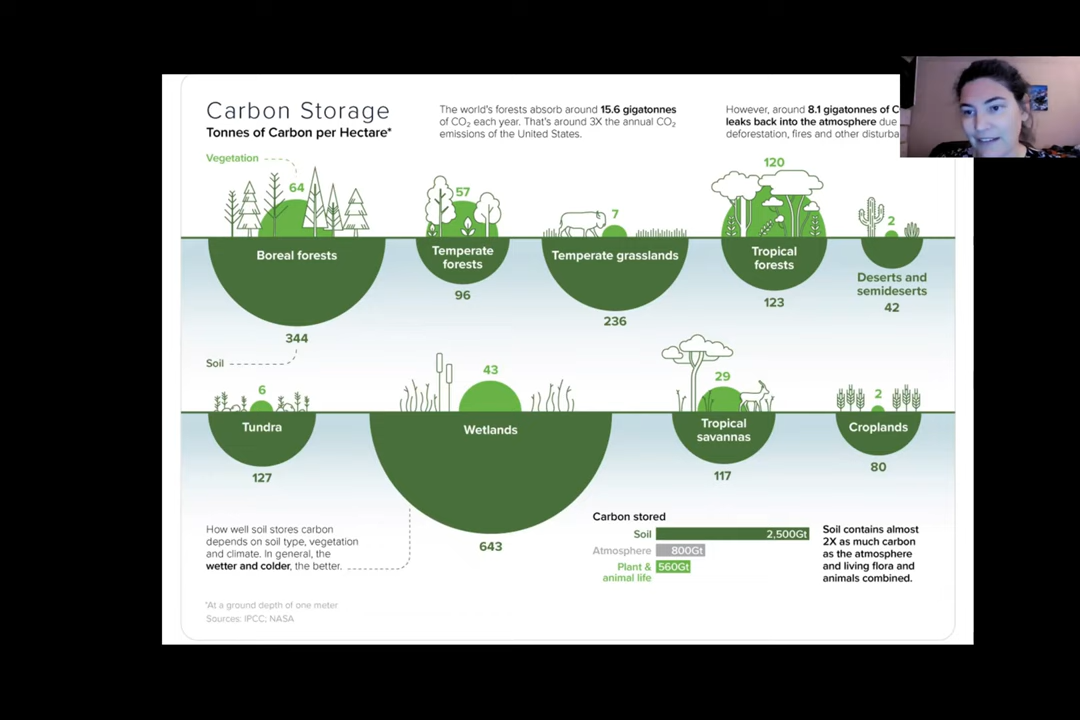 Carbon Storage
Tonnes of Carbon per Hectare*
The world's forests absorb around 15.6 gigatonnes
of CO₂ each year. That's around 3X the annual CO₂
emissions of the United States.
However, around 8.1 gigatonnes of C
leaks back into the atmosphere due
deforestation, fires and other disturba
Vegetation
64
Boreal forests
344
57
Temperate
forests
96
7
Temperate grasslands
236
120
Tropical
forests
123
2
Deserts and
semideserts
42
Soil
6
Tundra
127
43
Wetlands
643
29
Tropical
savannas
117
2
Croplands
80
How well soil stores carbon
depends on soil type, vegetation
and climate. In general, the
wetter and colder, the better.
Carbon stored
Soil 2,500Gt
Atmosphere 800Gt
Plant & 560Gt
animal life
Soil contains almost
2X as much carbon
as the atmosphere
and living flora and
animals combined.
*At a ground depth of one meter
Sources: IPCC; NASA